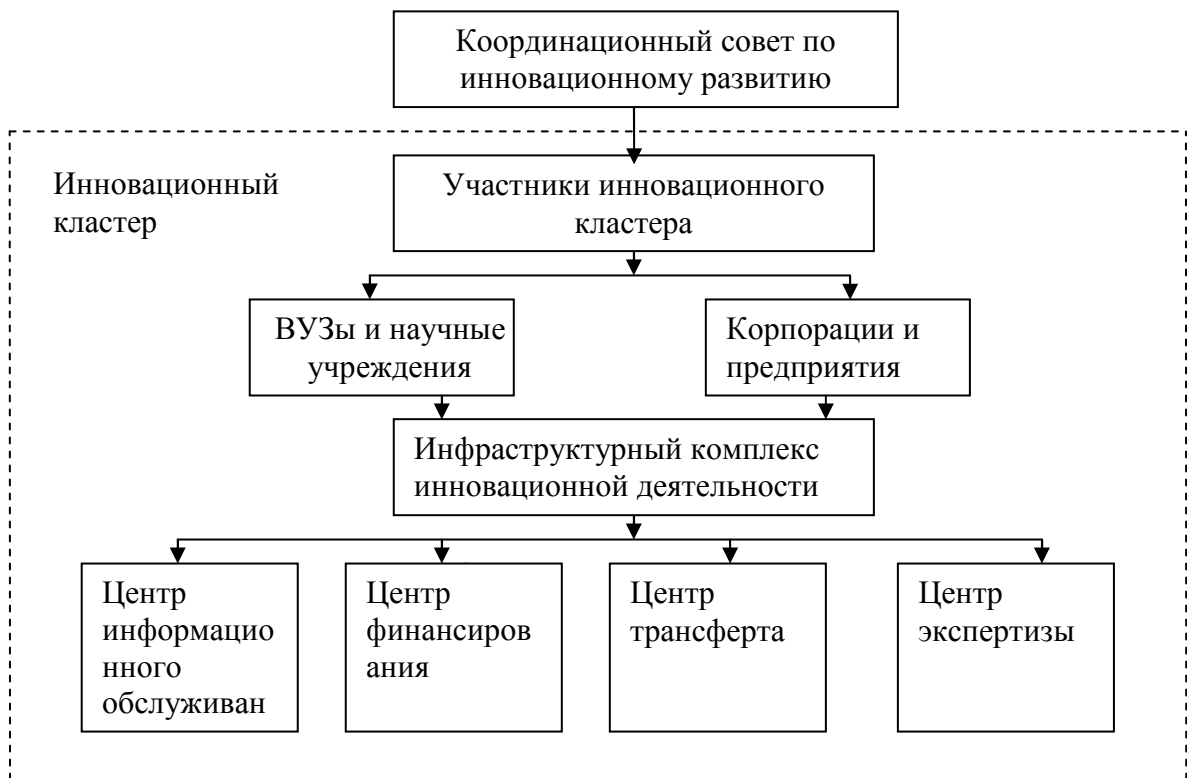 Координационный совет по
инновационному развитию
Инновационный
кластер
Участники инновационного
кластера
ВУЗы и научные
учреждения
Корпорации и
предприятия
Инфраструктурный комплекс
инновационной деятельности
Центр
информацио
нного
обслуживан
Центр
финансиров
ания
Центр
трансферта
Центр
экспертизы